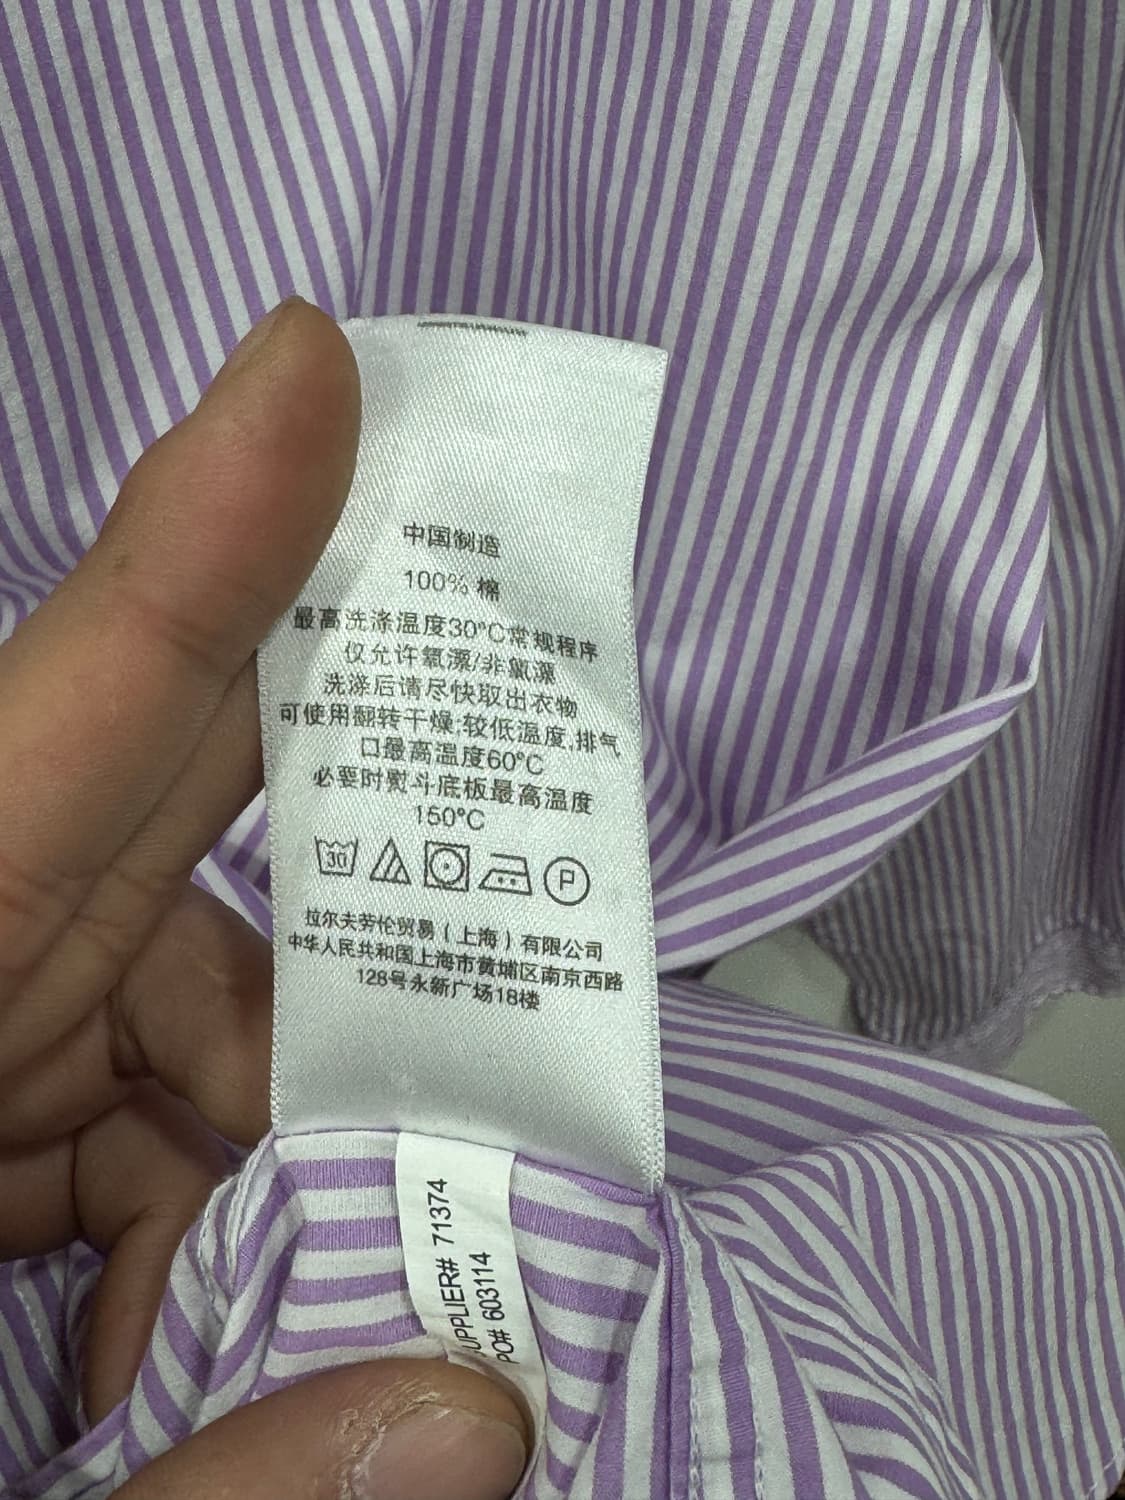 中国制造
100% 棉
最高洗涤温度30°C常规程序
仅允许氧漂/非氯漂
洗涤后请尽快取出衣物
可使用翻转干燥;较低温度,排气
口最高温度60°C
必要时熨斗底板最高温度
150°C
30
P
拉尔夫劳伦贸易（上海）有限公司
中华人民共和国上海市黄埔区南京西路
128号永新广场18楼
UPPLIER# 71374
PO# 603114